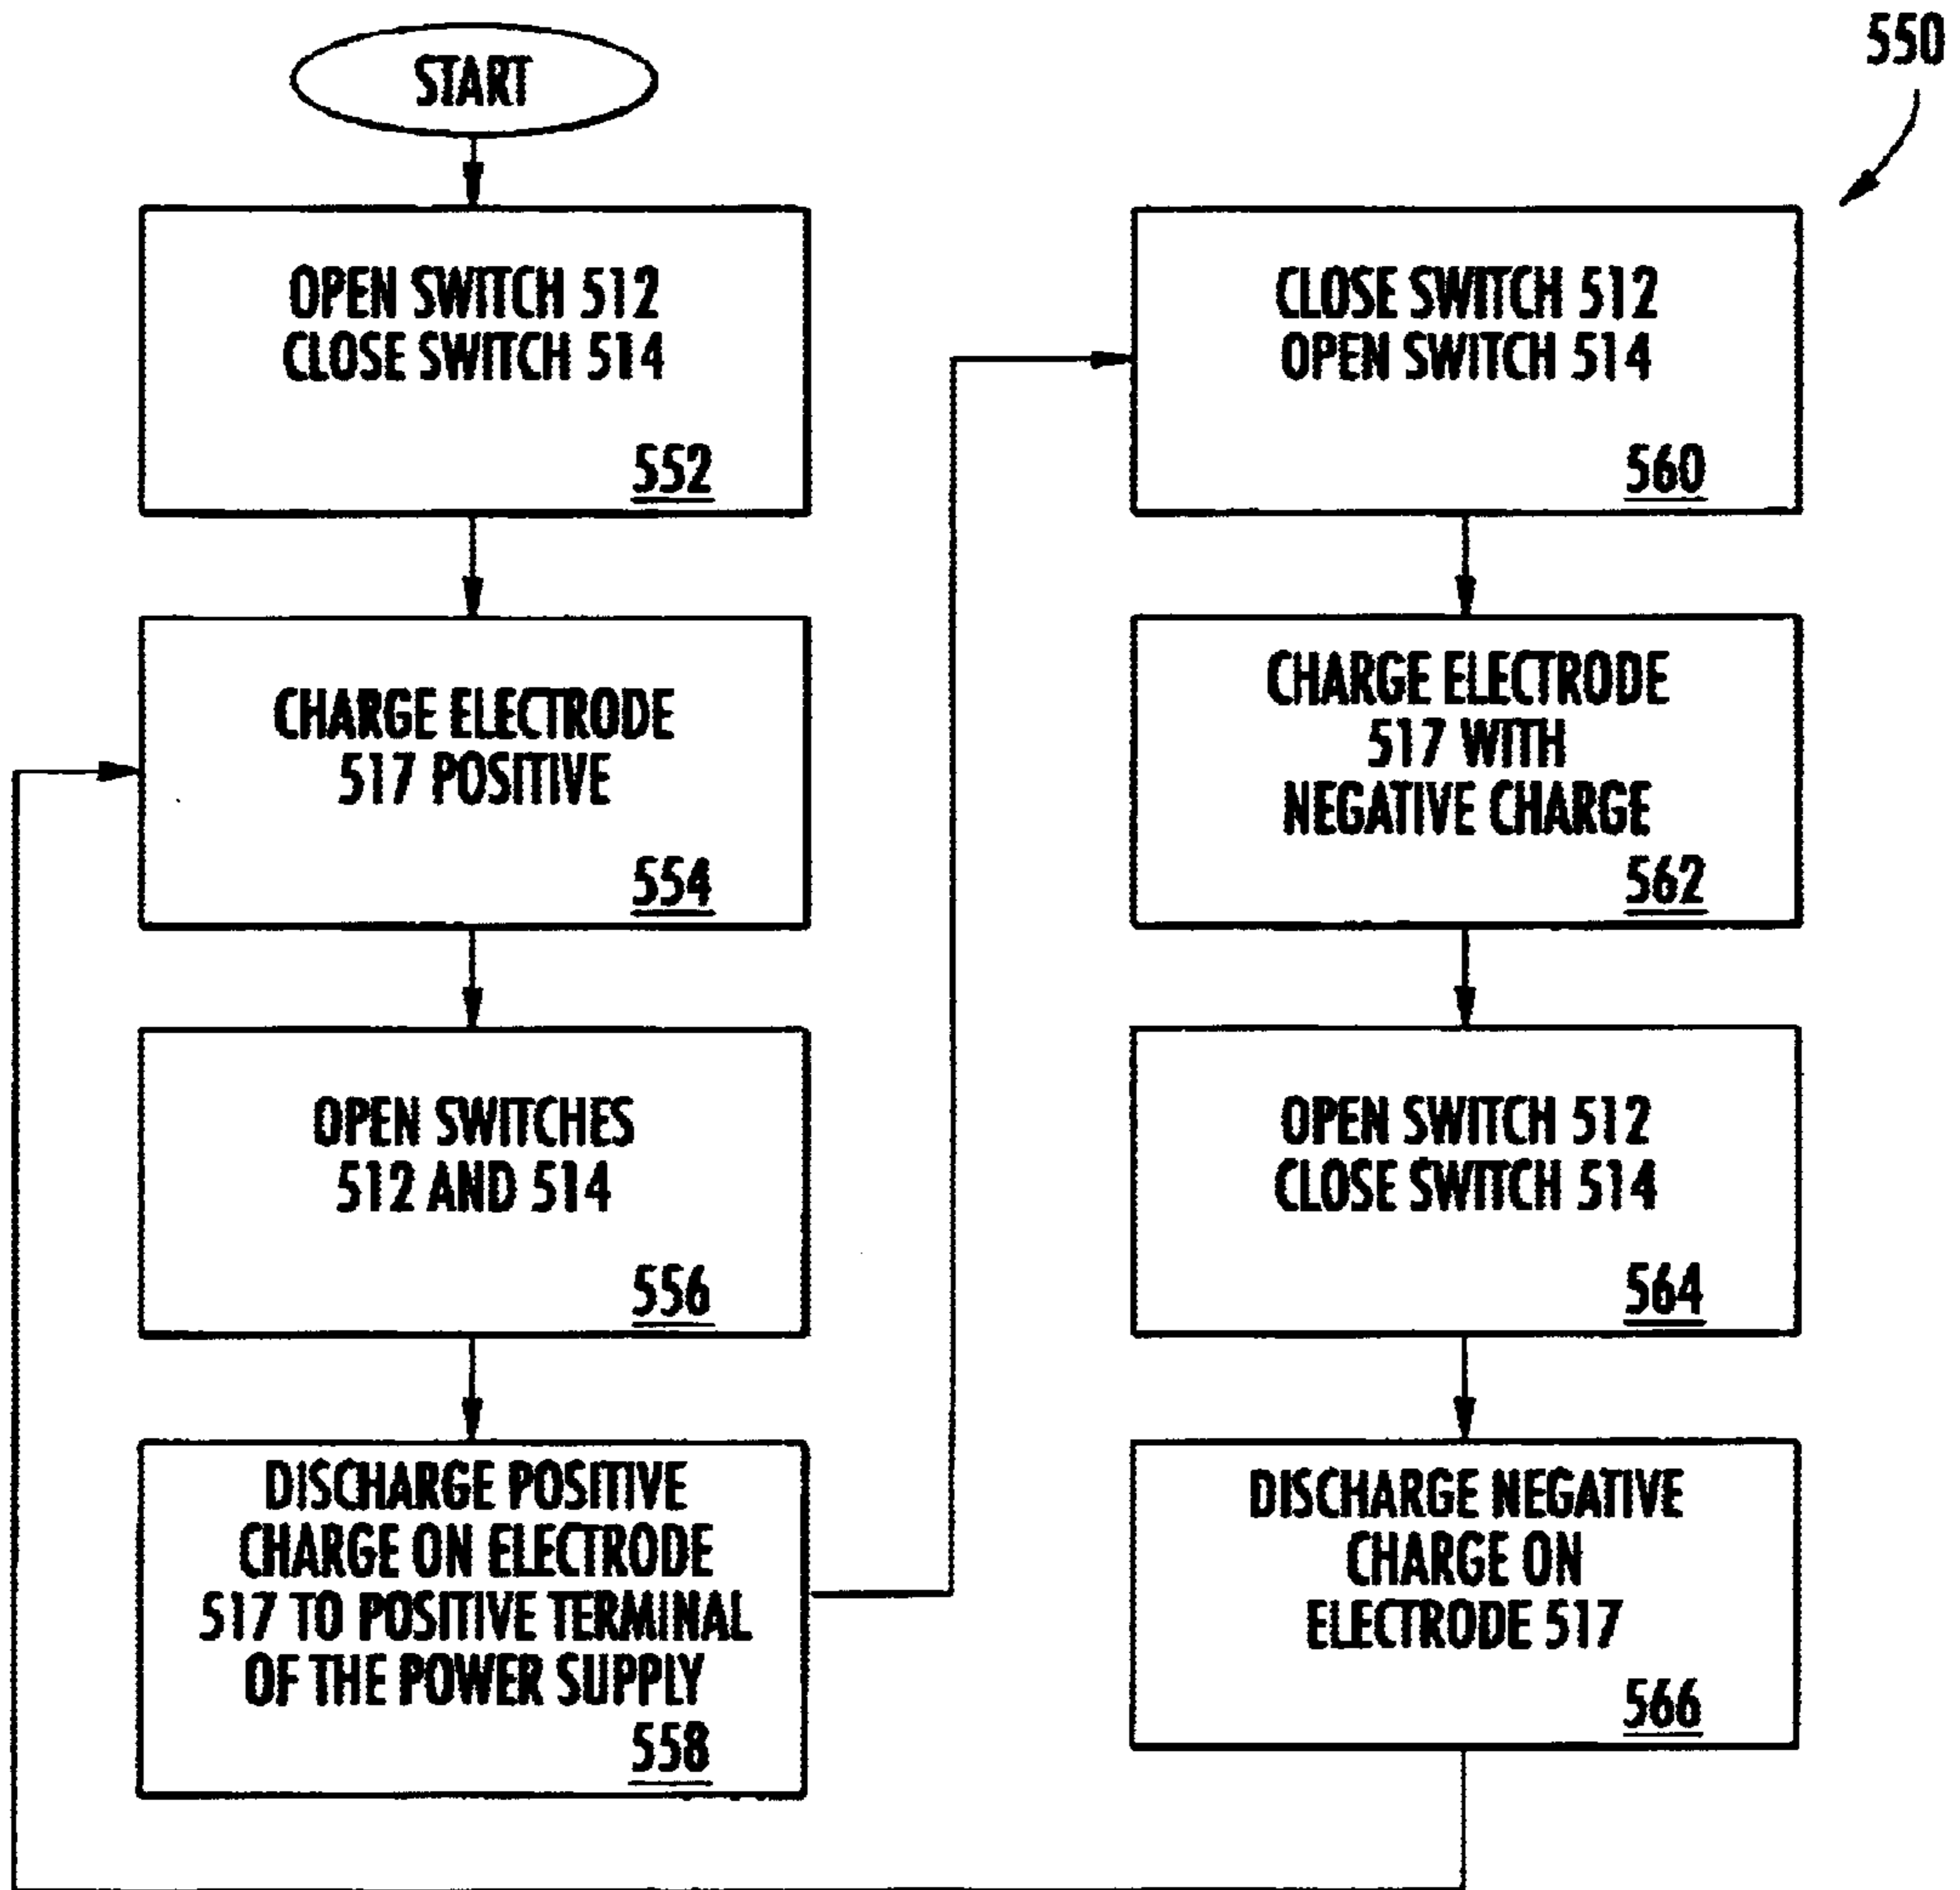 START
550
OPEN SWITCH 512
CLOSE SWITCH 514
552
CHARGE ELECTRODE
517 POSITIVE
554
OPEN SWITCHES
512 AND 514
556
DISCHARGE POSITIVE
CHARGE ON ELECTRODE
517 TO POSITIVE TERMINAL
OF THE POWER SUPPLY
558
CLOSE SWITCH 512
OPEN SWITCH 514
560
CHARGE ELECTRODE
517 WITH
NEGATIVE CHARGE
562
OPEN SWITCH 512
CLOSE SWITCH 514
564
DISCHARGE NEGATIVE
CHARGE ON
ELECTRODE 517
566